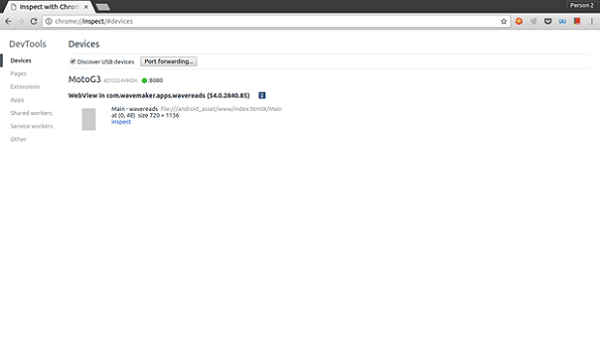 Inspect with Chrom
Person 2
chrome://inspect/#devices
DevTools
Devices
Pages
Extensions
Apps
Shared workers
Service workers
Other
Devices
Discover USB devices Port forwarding...
MotoG3 :8080
WebView in com.wavemaker.apps.wavereads (54.0.2840.85)
Main - wavereads file:///android_asset/www/index.html#/Main
at (0, 48) size 720 × 1136
inspect